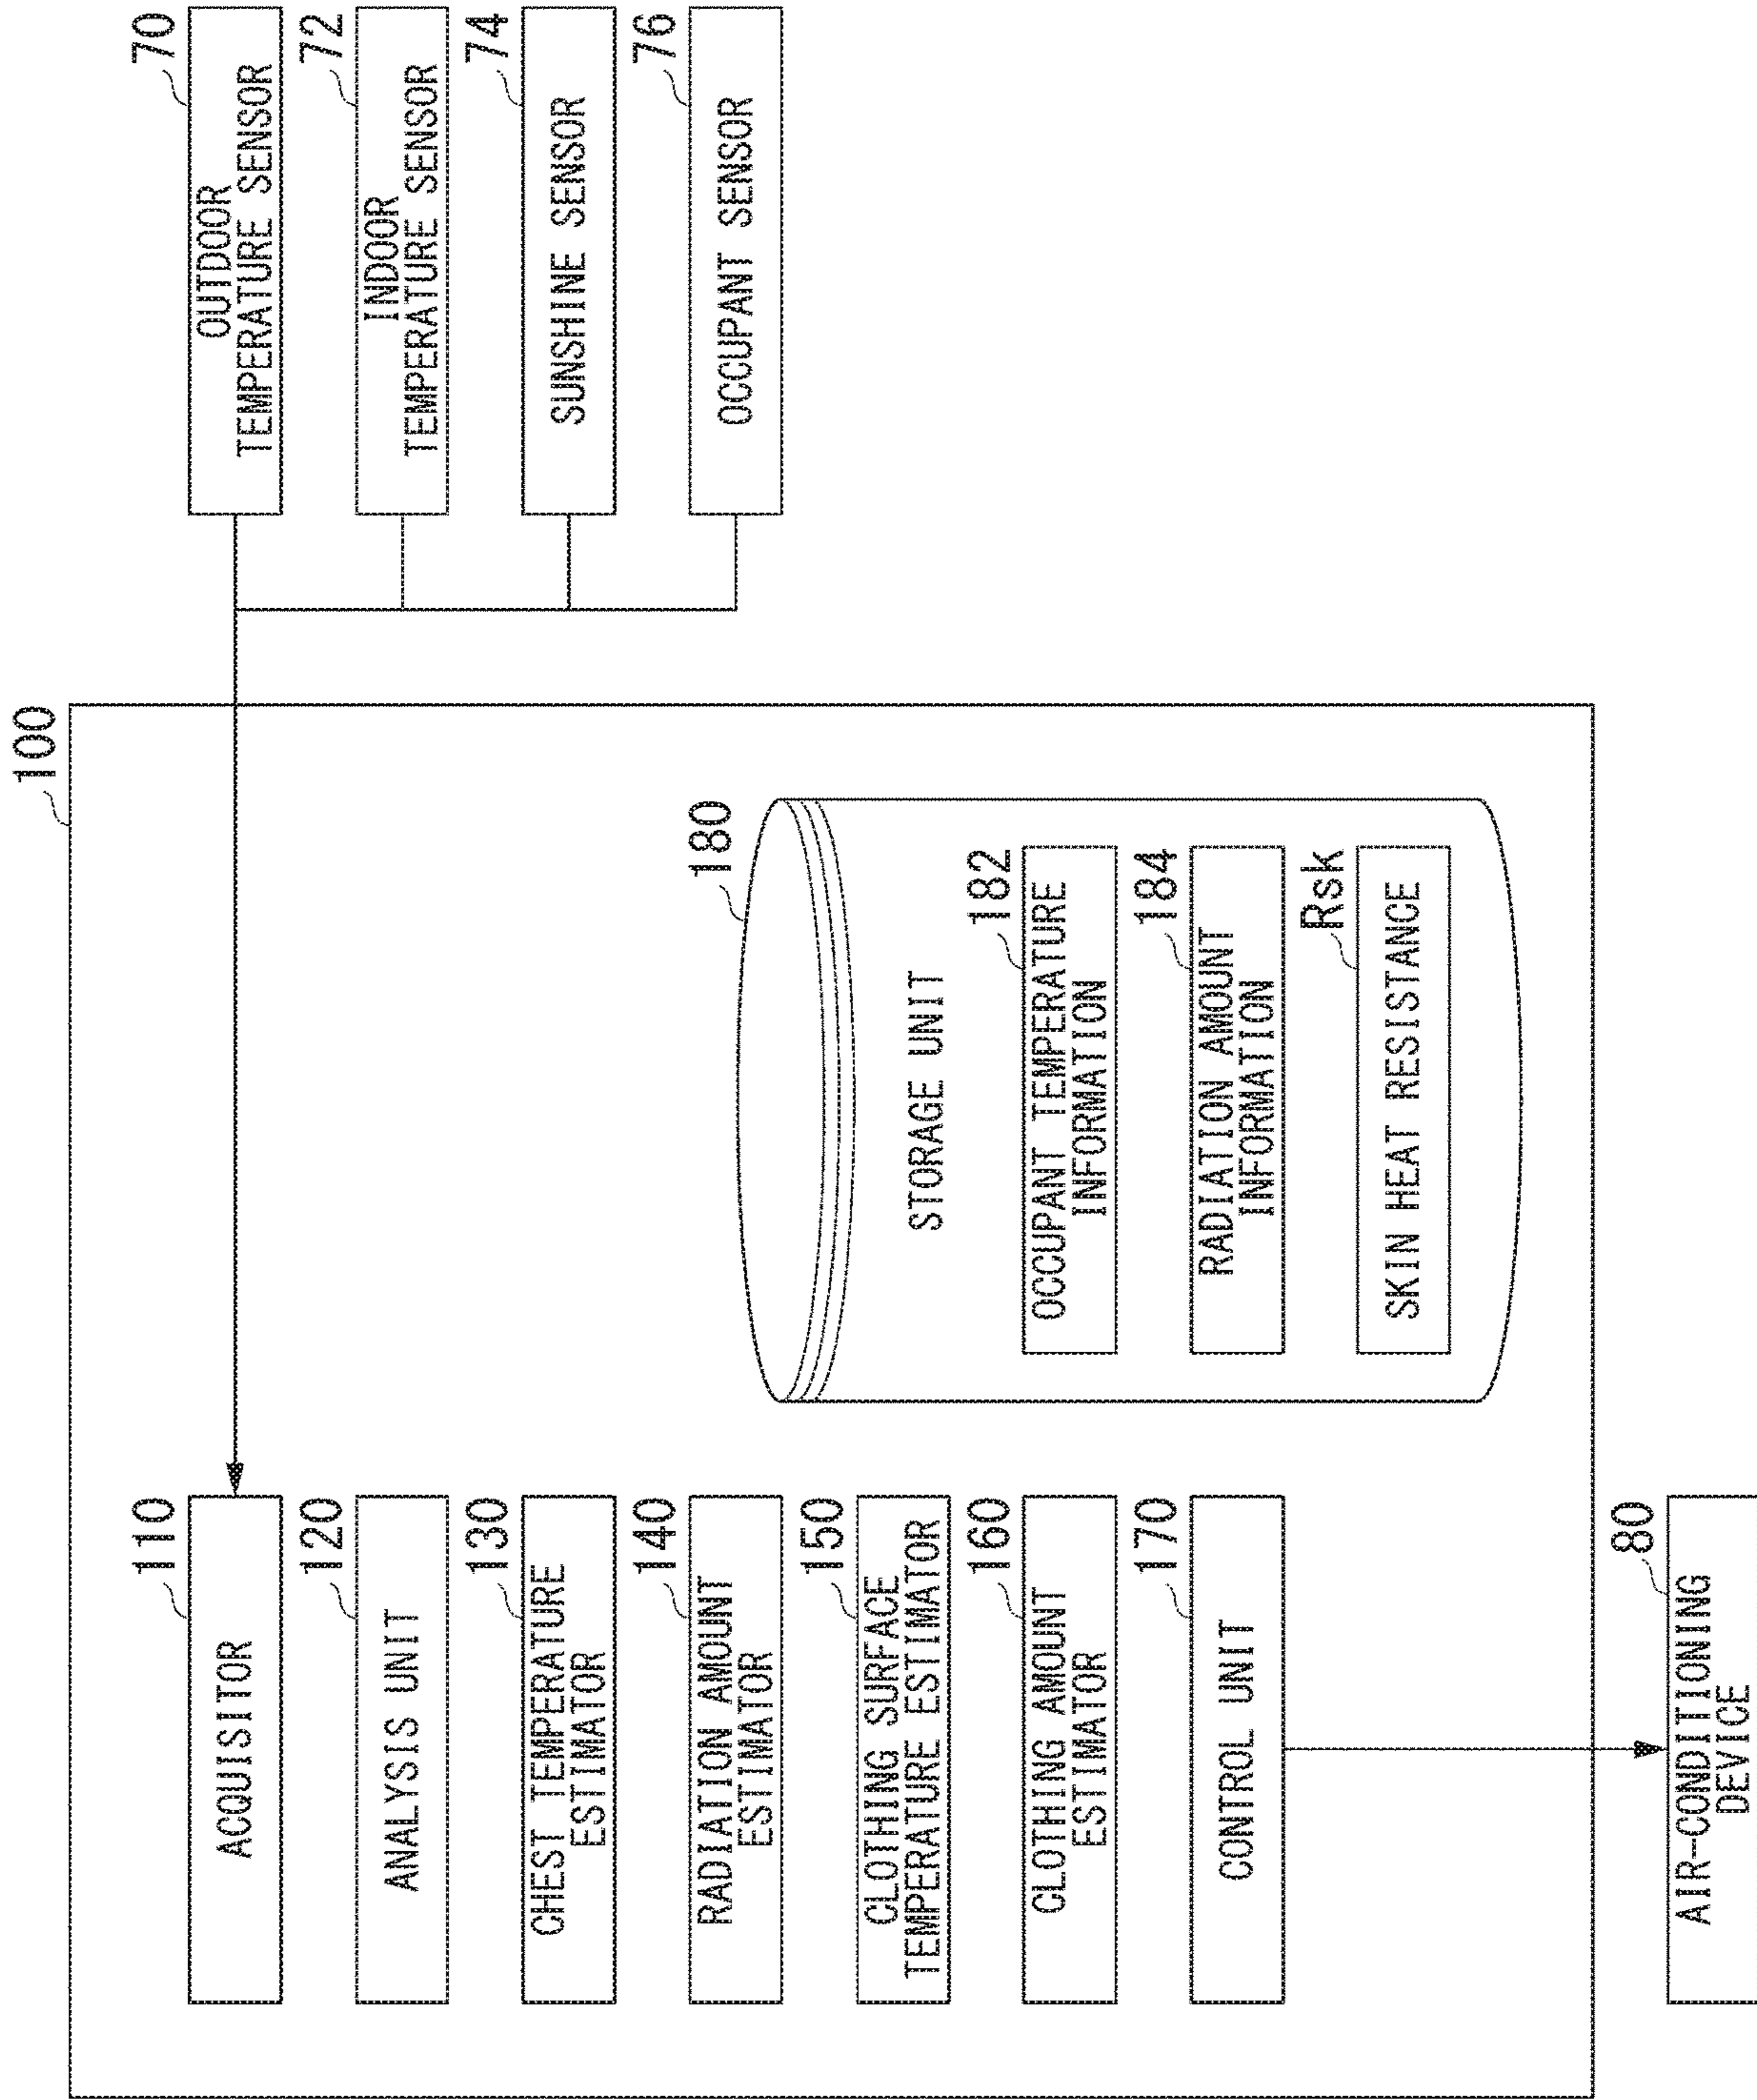 100
110
ACQUISITOR
120
ANALYSIS UNIT
130
CHEST TEMPERATURE
ESTIMATOR
140
RADIATION AMOUNT
ESTIMATOR
150
CLOTHING SURFACE
TEMPERATURE ESTIMATOR
160
CLOTHING AMOUNT
ESTIMATOR
170
CONTROL UNIT
180
STORAGE UNIT
182
OCCUPANT TEMPERATURE
INFORMATION
184
RADIATION AMOUNT
INFORMATION
Rsk
SKIN HEAT RESISTANCE
70
OUTDOOR
TEMPERATURE SENSOR
72
INDOOR
TEMPERATURE SENSOR
74
SUNSHINE SENSOR
76
OCCUPANT SENSOR
80
AIR-CONDITIONING
DEVICE